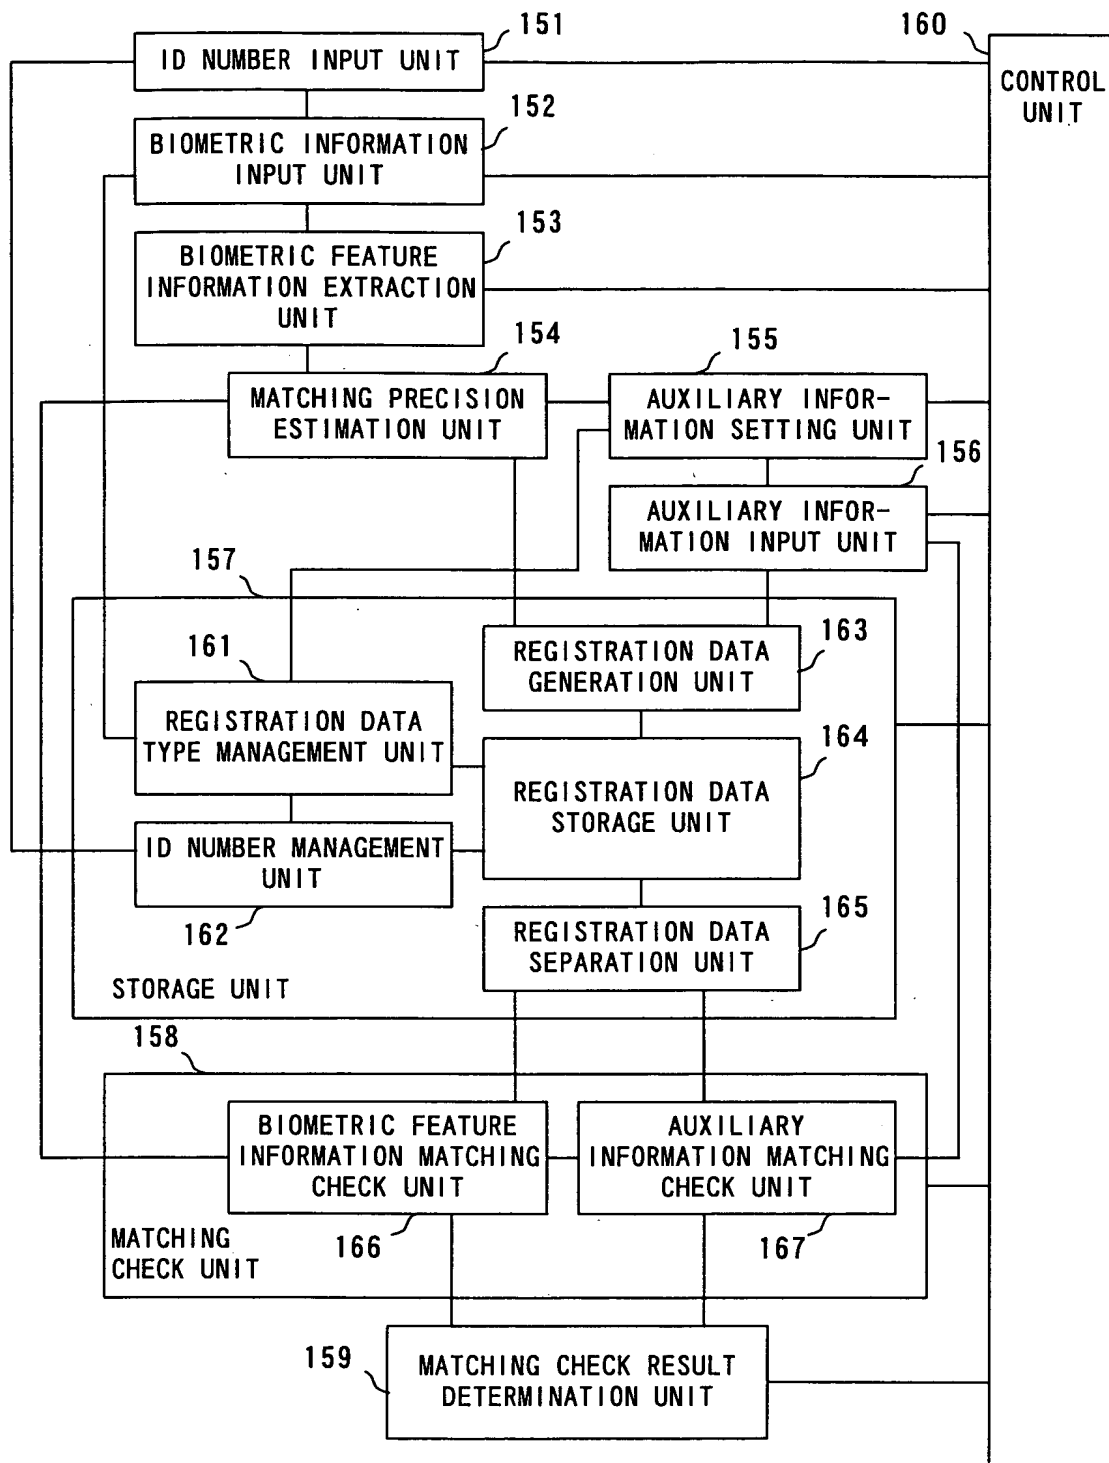 151
ID NUMBER INPUT UNIT
160
CONTROL
UNIT
152
BIOMETRIC INFORMATION
INPUT UNIT
153
BIOMETRIC FEATURE
INFORMATION EXTRACTION
UNIT
154
MATCHING PRECISION
ESTIMATION UNIT
155
AUXILIARY INFOR-
MATION SETTING UNIT
156
AUXILIARY INFOR-
MATION INPUT UNIT
157
161
REGISTRATION DATA
TYPE MANAGEMENT UNIT
163
REGISTRATION DATA
GENERATION UNIT
164
REGISTRATION DATA
STORAGE UNIT
ID NUMBER MANAGEMENT
UNIT
162
165
REGISTRATION DATA
SEPARATION UNIT
STORAGE UNIT
158
BIOMETRIC FEATURE
INFORMATION MATCHING
CHECK UNIT
166
AUXILIARY
INFORMATION MATCHING
CHECK UNIT
167
MATCHING
CHECK UNIT
159
MATCHING CHECK RESULT
DETERMINATION UNIT